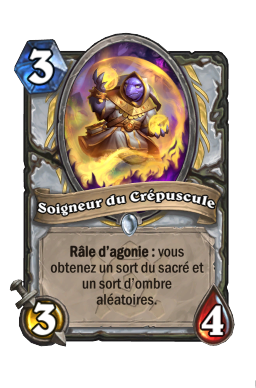 3
Soigneur du Crépuscule
Râle d'agonie : vous
obtenez un sort du sacré et
un sort d'ombre
aléatoires.
3
4